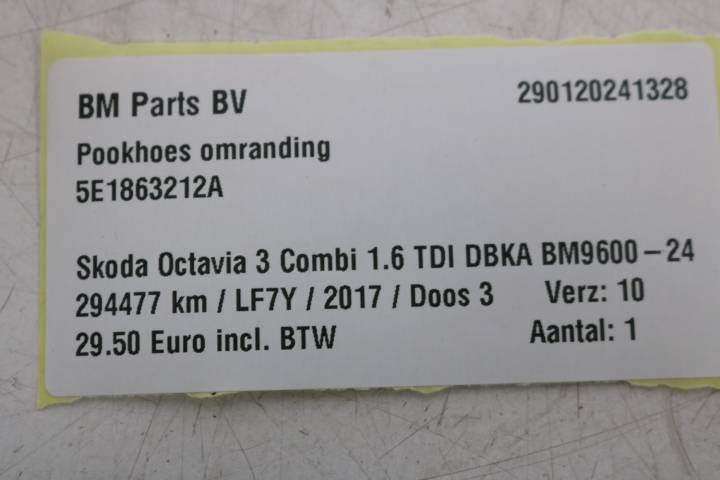 BM Parts BV 290120241328
Pookhoes omranding
5E1863212A
Skoda Octavia 3 Combi 1.6 TDI DBKA BM9600-24
294477 km / LF7Y / 2017 / Doos 3 Verz: 10
29.50 Euro incl. BTW Aantal: 1